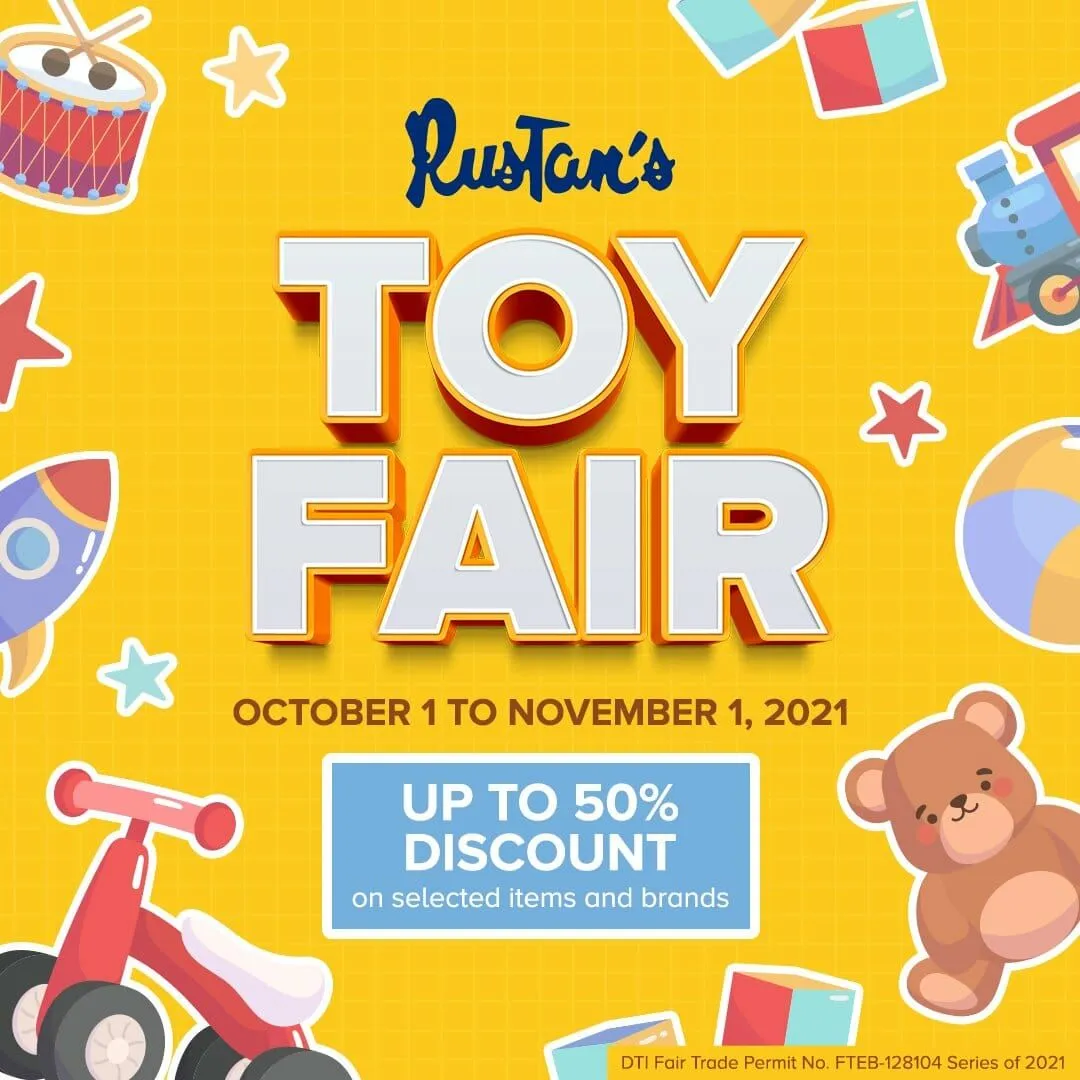 Rustan's
TOY
FAIR
OCTOBER 1 TO NOVEMBER 1, 2021
UP TO 50%
DISCOUNT
on selected items and brands
DTI Fair Trade Permit No. FTEB-128104 Series of 2021